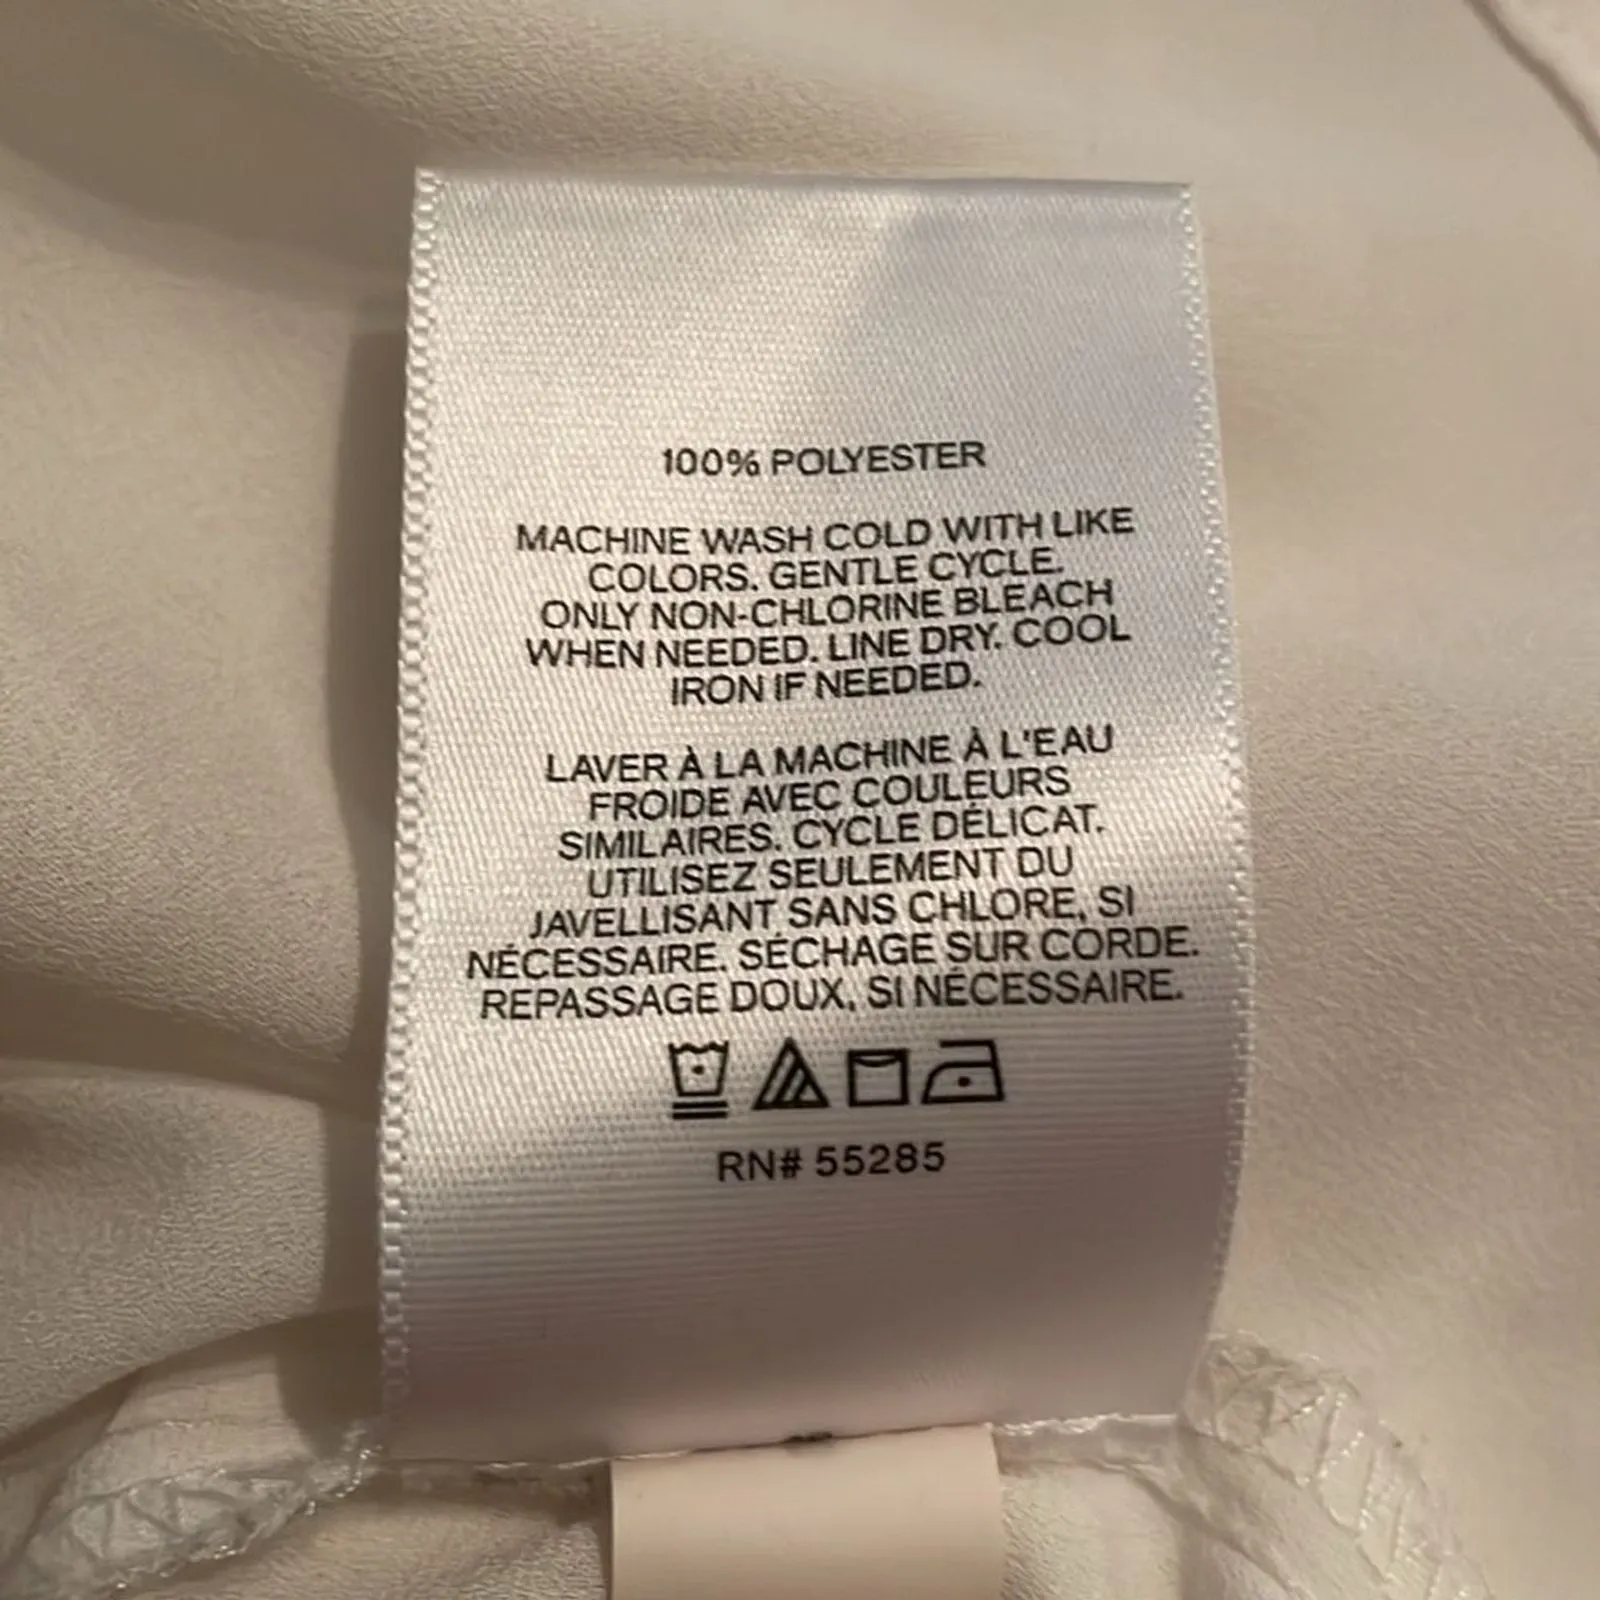 100% POLYESTER
MACHINE WASH COLD WITH LIKE
COLORS. GENTLE CYCLE.
ONLY NON-CHLORINE BLEACH
WHEN NEEDED. LINE DRY. COOL
IRON IF NEEDED.
LAVER À LA MACHINE À L'EAU
FROIDE AVEC COULEURS
SIMILAIRES. CYCLE DÉLICAT.
UTILISEZ SEULEMENT DU
JAVELLISANT SANS CHLORE, SI
NÉCESSAIRE. SÉCHAGE SUR CORDE.
REPASSAGE DOUX, SI NÉCESSAIRE.
RN# 55285